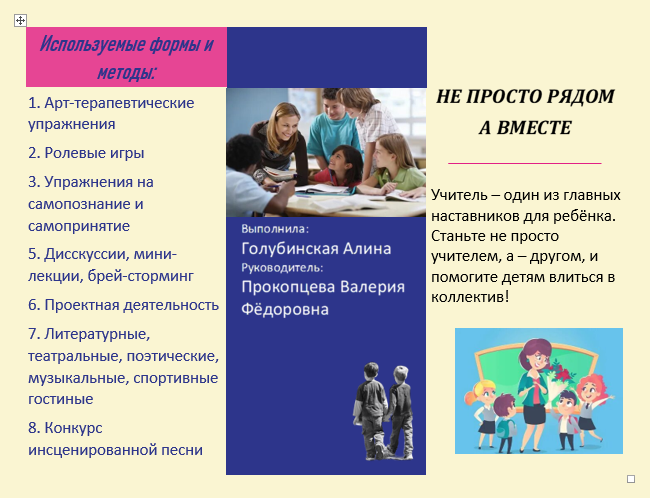 Используемые формы и
методы:
1. Арт-терапевтические
упражнения
2. Ролевые игры
3. Упражнения на
самопознание и
самопринятие
5. Дисскуссии, мини-
лекции, брей-сторминг
6. Проектная деятельность
7. Литературные,
театральные, поэтические,
музыкальные, спортивные
гостиные
8. Конкурс
инсценированной песни
Выполнила:
Голубинская Алина
Руководитель:
Прокопцева Валерия
Фёдоровна
НЕ ПРОСТО РЯДОМ
А ВМЕСТЕ
Учитель – один из главных
наставников для ребёнка.
Станьте не просто
учителем, а – другом, и
помогите детям влиться в
коллектив!